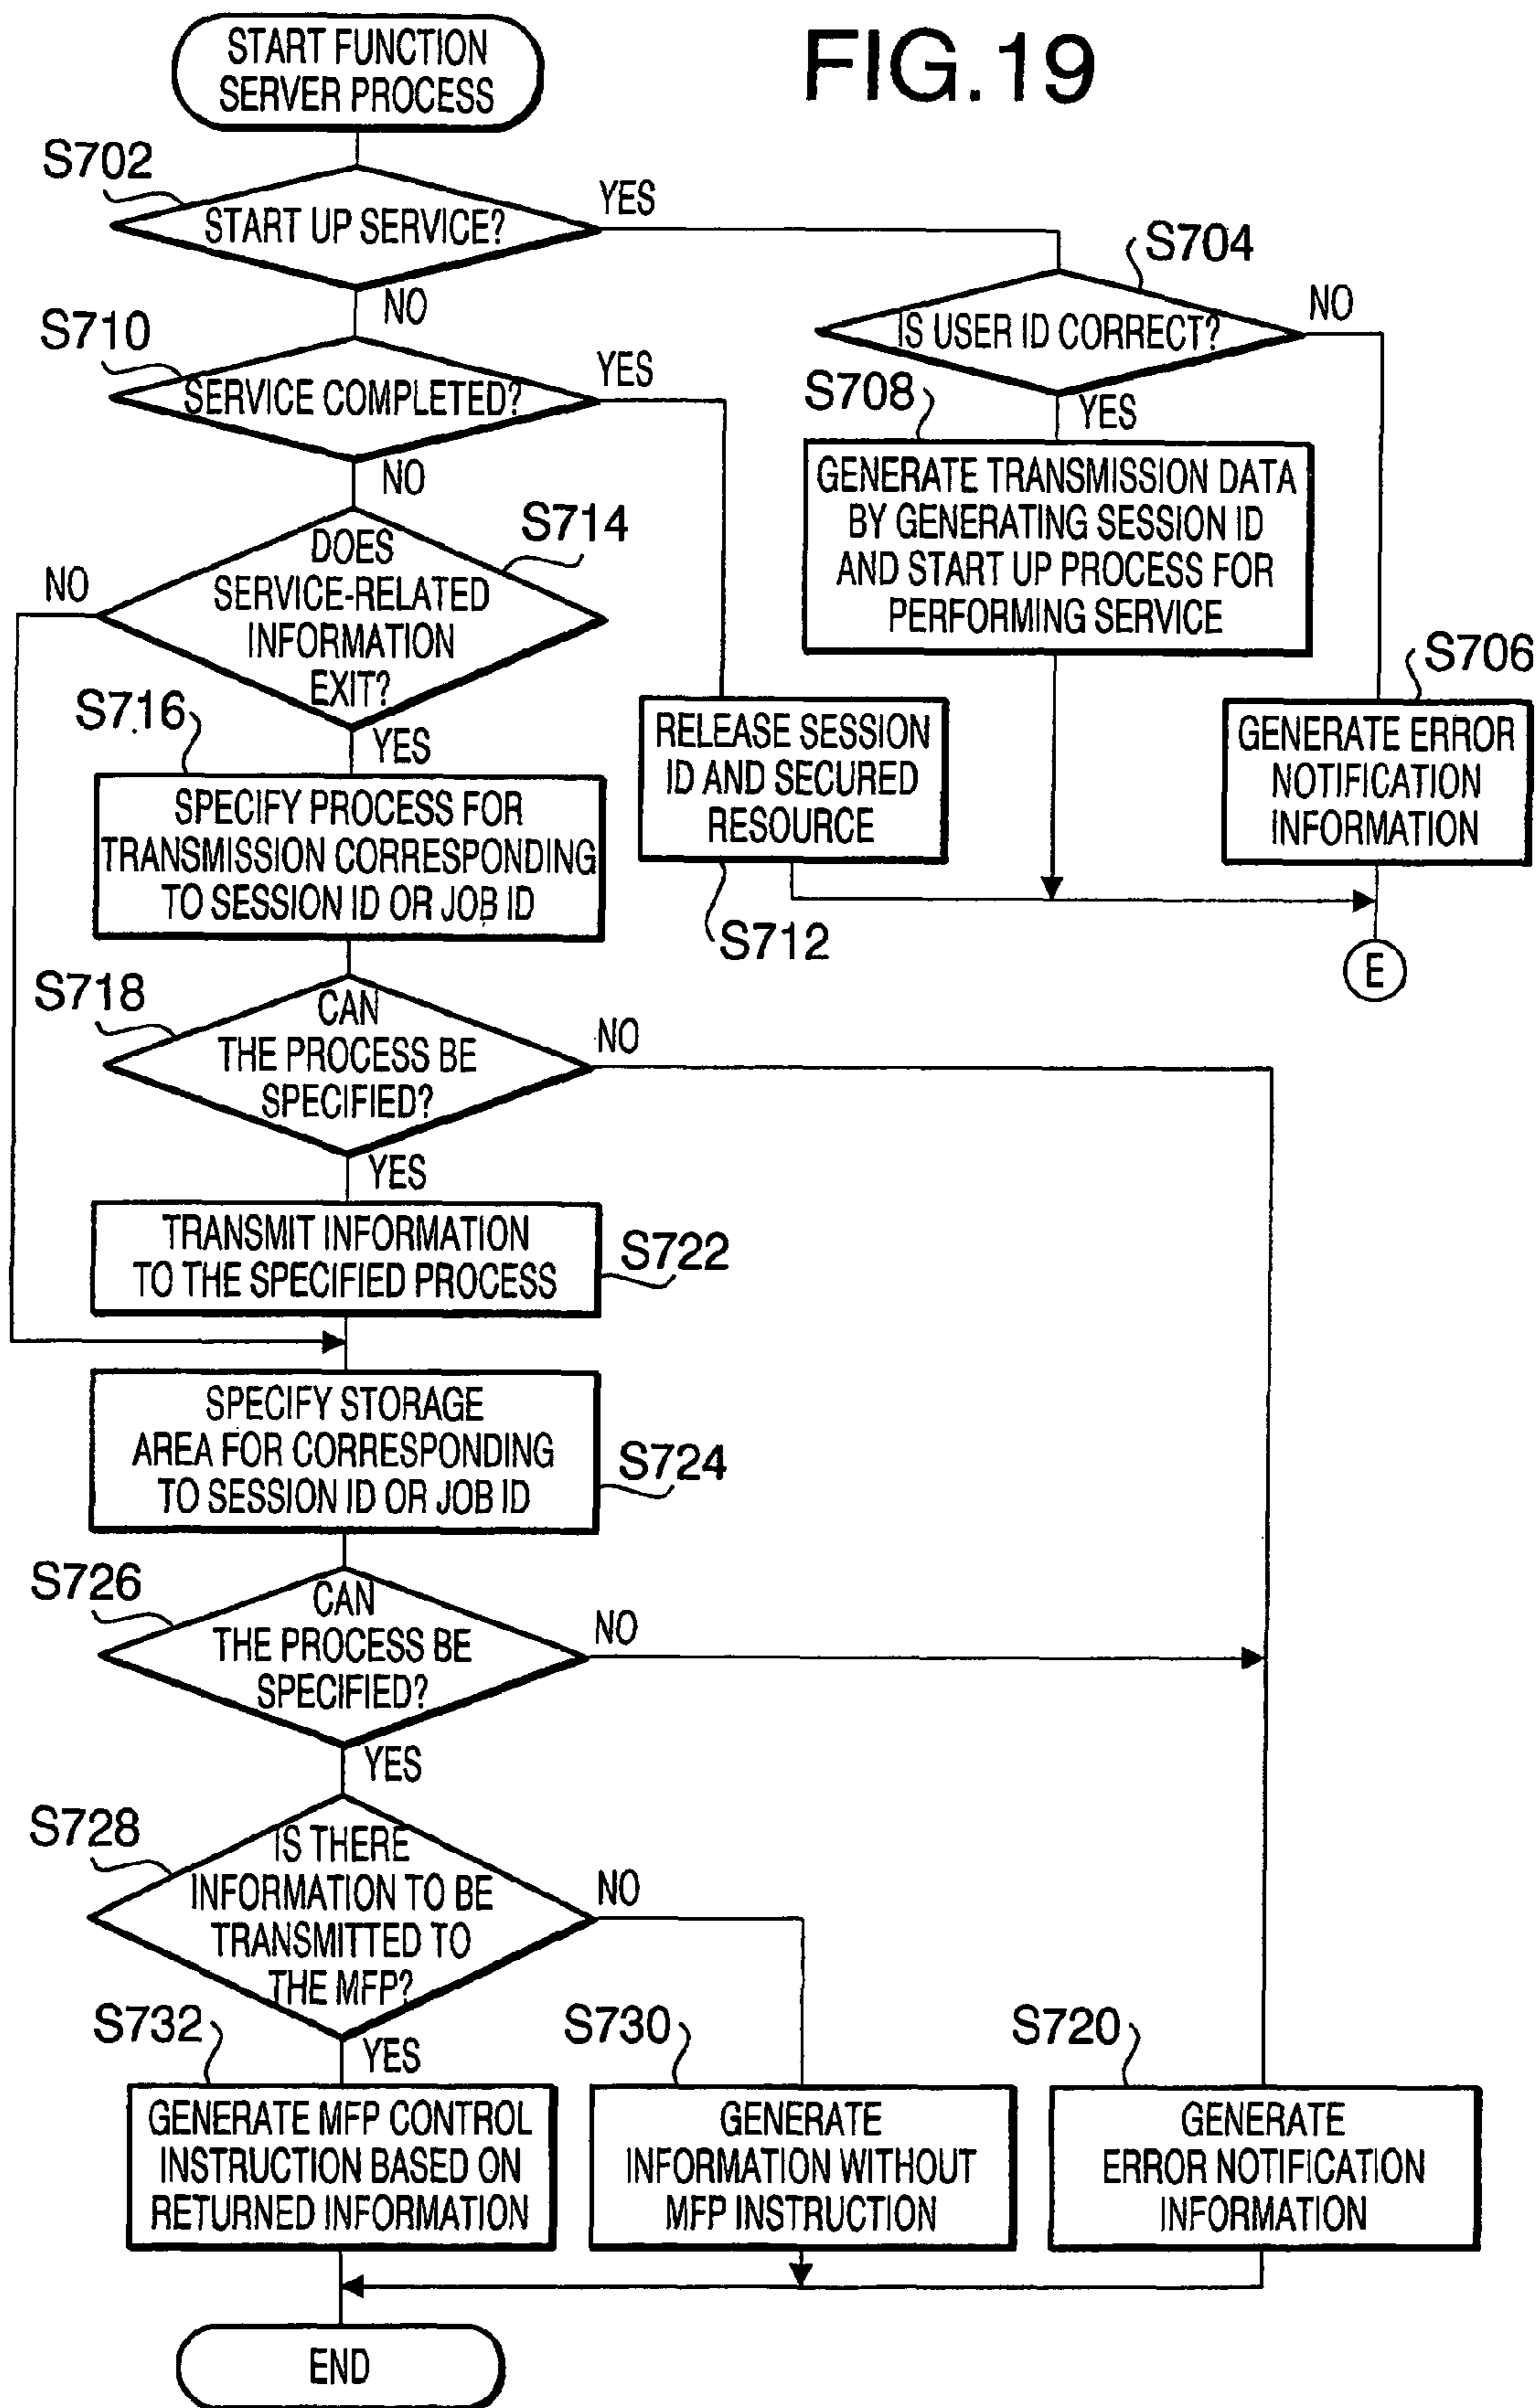 FIG.19
START FUNCTION
SERVER PROCESS
S702
START UP SERVICE?
YES
NO
S704
IS USER ID CORRECT?
NO
YES
S710
SERVICE COMPLETED?
YES
NO
S708
GENERATE TRANSMISSION DATA
BY GENERATING SESSION ID
AND START UP PROCESS FOR
PERFORMING SERVICE
S714
DOES
SERVICE-RELATED
INFORMATION
EXIT?
NO
YES
S706
GENERATE ERROR
NOTIFICATION
INFORMATION
RELEASE SESSION
ID AND SECURED
RESOURCE
S712
E
S716
SPECIFY PROCESS FOR
TRANSMISSION CORRESPONDING
TO SESSION ID OR JOB ID
S718
CAN
THE PROCESS BE
SPECIFIED?
NO
YES
TRANSMIT INFORMATION
TO THE SPECIFIED PROCESS
S722
SPECIFY STORAGE
AREA FOR CORRESPONDING
TO SESSION ID OR JOB ID
S724
S726
CAN
THE PROCESS BE
SPECIFIED?
NO
YES
S728
IS THERE
INFORMATION TO BE
TRANSMITTED TO
THE MFP?
NO
YES
S732
GENERATE MFP CONTROL
INSTRUCTION BASED ON
RETURNED INFORMATION
S730
GENERATE
INFORMATION WITHOUT
MFP INSTRUCTION
S720
GENERATE
ERROR NOTIFICATION
INFORMATION
END